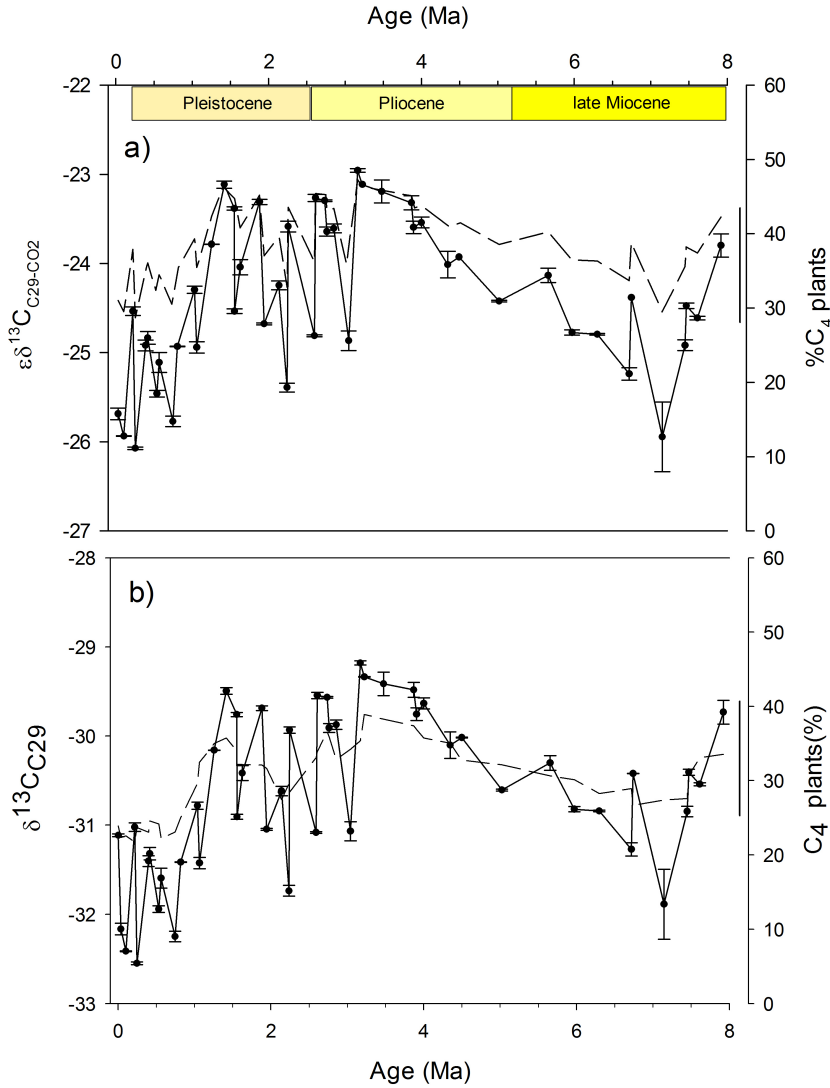 Age (Ma)
0 2 4 6 8
-22 60
Pleistocene Pliocene late Miocene
a)
-23 50
-24 40
30
-25
20
-26
10
-27 0
εδ¹³C_C29-CO2
%C₄ plants
-28 60
b)
-29 50
-30 40
30
-31
20
-32
10
-33 0
δ ¹³C_C29
C₄ plants(%)
0 2 4 6 8
Age (Ma)